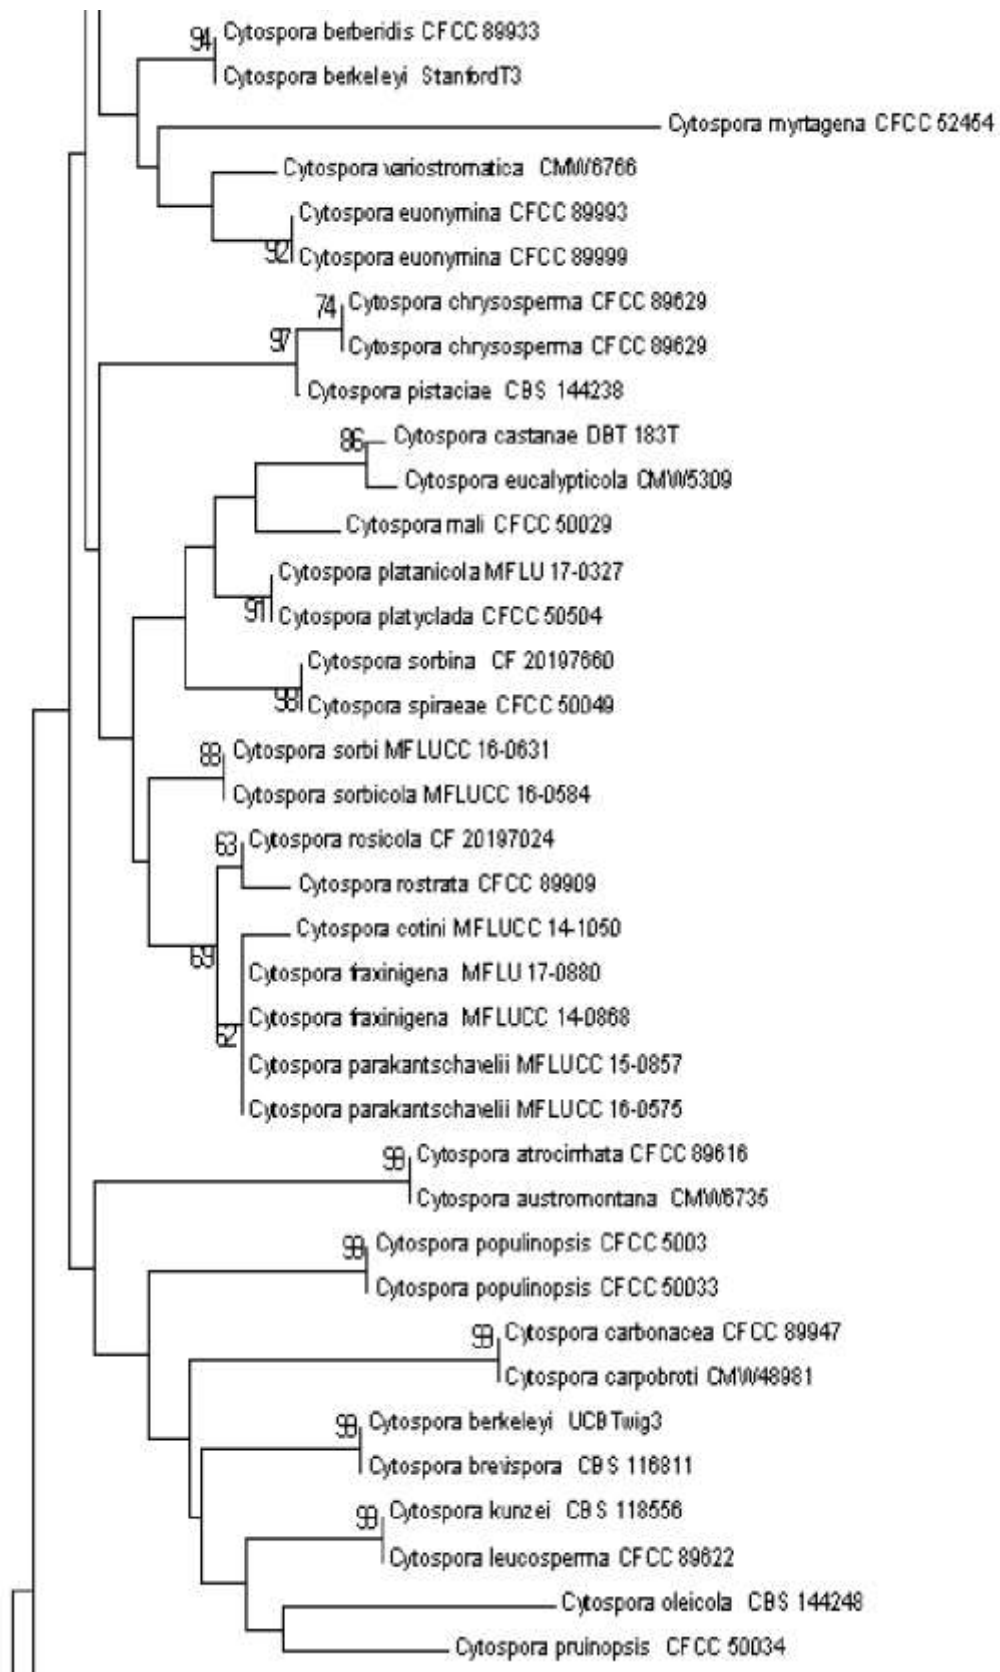 94
Cytospora berberidis CFCC 89933
Cytospora berkeleyi StanfordT3
Cytospora myrtagena CFCC 52454
Cytospora variostromatica CMW6766
Cytospora euonymina CFCC 89993
92
Cytospora euonymina CFCC 89999
74
Cytospora chrysosperma CFCC 89629
97
Cytospora chrysosperma CFCC 89629
Cytospora pistaciae CBS 144238
86
Cytospora castanae DBT 183T
Cytospora eucalypticola CMW5309
Cytospora mali CFCC 50029
Cytospora platanicola MFLU 17-0327
91
Cytospora platyclada CFCC 50504
Cytospora sorbina CF 20197660
98
Cytospora spiraeae CFCC 50049
88
Cytospora sorbi MFLUCC 16-0631
Cytospora sorbicola MFLUCC 16-0584
63
Cytospora rosicola CF 20197024
Cytospora rostrata CFCC 89909
Cytospora cotini MFLUCC 14-1050
69
Cytospora fraxinigena MFLU 17-0880
Cytospora fraxinigena MFLUCC 14-0868
62
Cytospora parakantschavelii MFLUCC 15-0857
Cytospora parakantschavelii MFLUCC 16-0575
99
Cytospora atrocirrhata CFCC 89616
Cytospora austromontana CMW6735
99
Cytospora populinopsis CFCC 5003
Cytospora populinopsis CFCC 50033
99
Cytospora carbonacea CFCC 89947
Cytospora carpobroti CMW48981
99
Cytospora berkeleyi UCBTwig3
Cytospora brevispora CBS 116811
99
Cytospora kunzei CBS 118556
Cytospora leucosperma CFCC 89622
Cytospora oleicola CBS 144248
Cytospora pruinopsis CFCC 50034